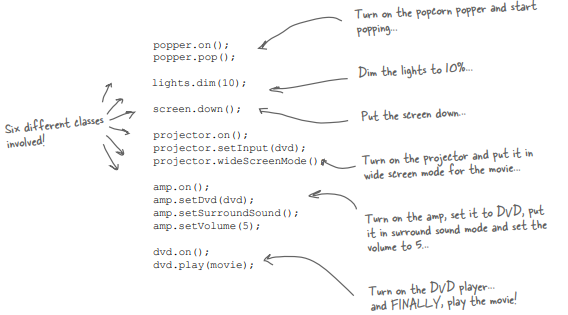 Turn on the popcorn popper and start
popping...
popper.on();
popper.pop();
Dim the lights to 10%...
lights.dim(10);
Put the screen down...
screen.down();
Six different classes
involved!
projector.on();
projector.setInput(dvd);
projector.wideScreenMode();
Turn on the projector and put it in
wide screen mode for the movie...
amp.on();
amp.setDvd(dvd);
amp.setSurroundSound();
amp.setVolume(5);
Turn on the amp, set it to DVD, put
it in surround sound mode and set the
volume to 5...
dvd.on();
dvd.play(movie);
Turn on the DVD player...
and FINALLY, play the movie!